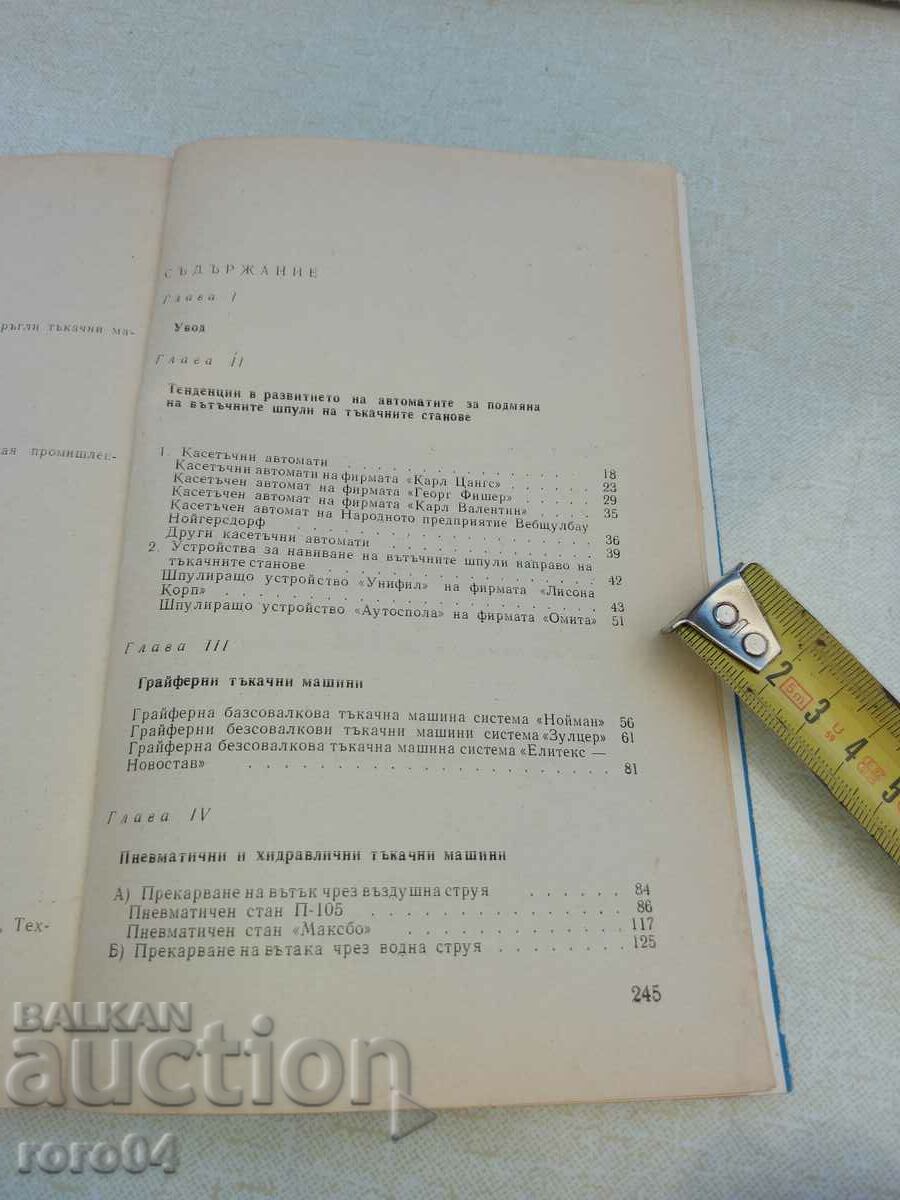 ръгли тъкачни ма-
ая промишлен-
, Тех-
СЪДЪРЖАНИЕ
Глава I
Увод
Глава II
Тенденции в развитието на автоматите за подмяна
на вътъчните шпули на тъкачните станове
1. Касетъчни автомати . . . . . . . . . . . . 18
Касетъчни автомати на фирмата «Карл Цангс» . . . . . . 23
Касетъчен автомат на фирмата «Георг Фишер» . . . . . 29
Касетъчен автомат на фирмата «Карл Валентин» . . . . 35
Касетъчен автомат на Народното предприятие Вебщулбау
Нойгерсдорф . . . . . . . . . . . . 36
Други касетъчни автомати . . . . . . . . . . 39
2. Устройства за навиване на вътъчните шпули направо на
тъкачните станове . . . . . . . . . . . 42
Шпулиращо устройство «Унифил» на фирмата «Лисона
Корп» . . . . . . . . . . . . . . . 43
Шпулиращо устройство «Аутоспола» на фирмата «Омита» 51
Глава III
Грайферни тъкачни машини
Грайферна базсовалкова тъкачна машина система «Нойман» 56
Грайферни безсовалкови тъкачни машини система «Зулцер» 61
Грайферна безсовалкова тъкачна машина система «Елитекс —
Новостав» . . . . . . . . . . . . . . 81
Глава IV
Пневматични и хидравлични тъкачни машини
А) Прекарване на вътък чрез въздушна струя . . . . . . 84
Пневматичен стан П-105 . . . . . . . . . . . 86
Пневматичен стан «Максбо» . . . . . . . . . . 117
Б) Прекарване на вътака чрез водна струя . . . . . . . 125
245
2 3 4 5
5m
BALKAN
auction
roro04